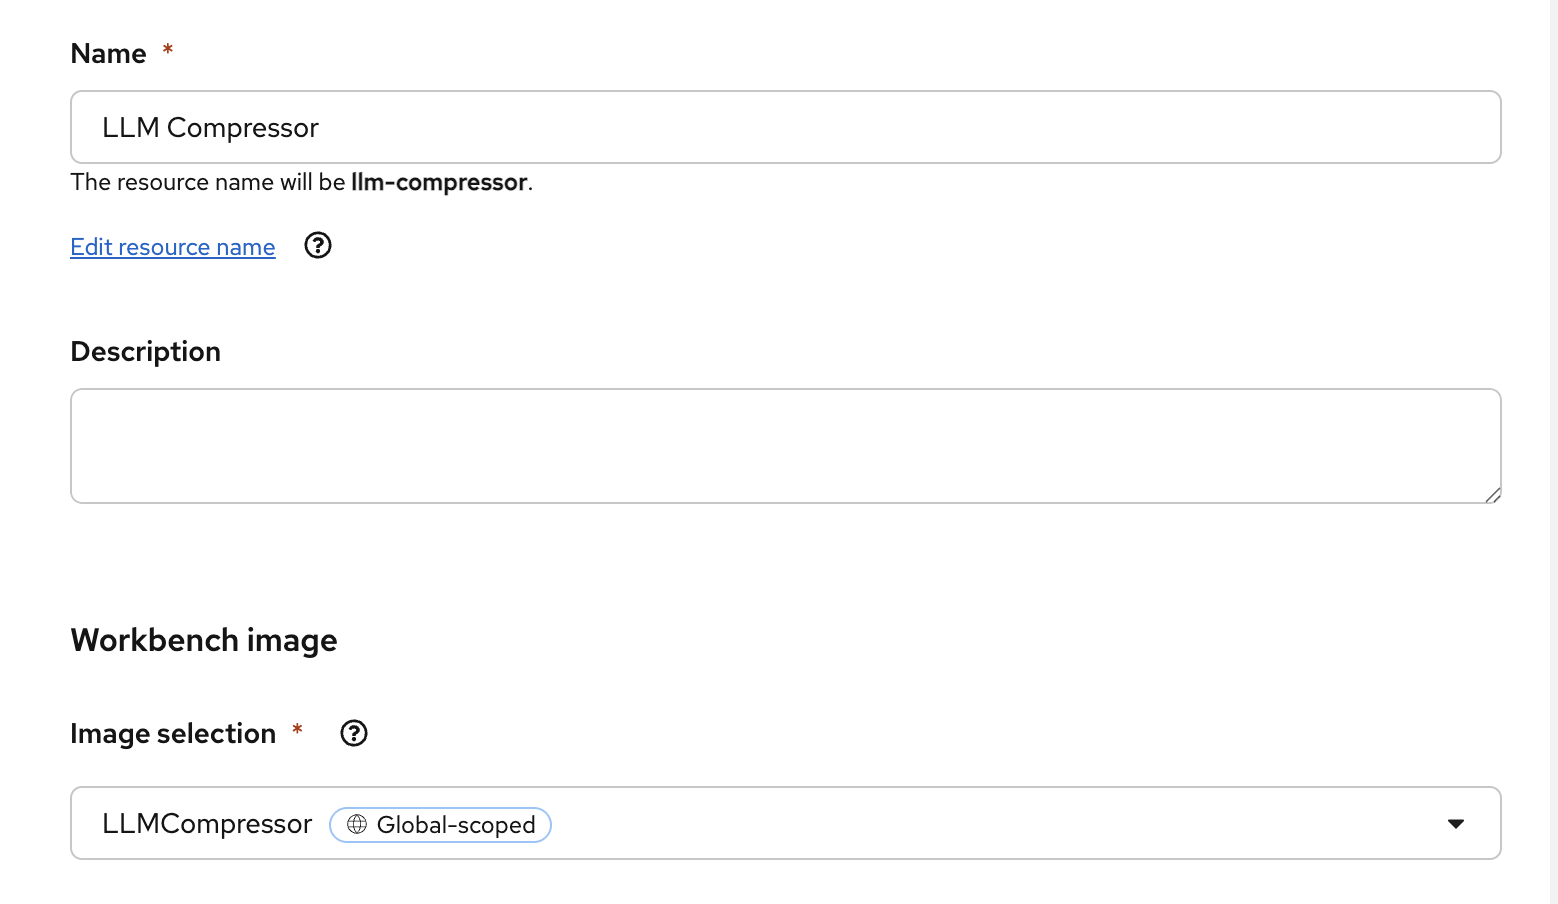 Name *
LLM Compressor
The resource name will be llm-compressor.
Edit resource name
Description
Workbench image
Image selection *
LLMCompressor Global-scoped